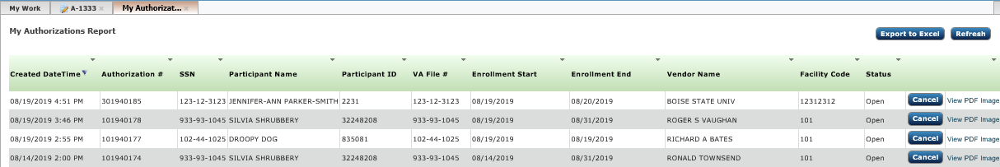 My Work A-1333 × My Authorizat... ×
My Authorizations Report
Export to Excel Refresh
Created DateTime Authorization # SSN Participant Name Participant ID VA File # Enrollment Start Enrollment End Vendor Name Facility Code Status
08/19/2019 4:51 PM 301940185 123-12-3123 JENNIFER-ANN PARKER-SMITH 2231 123-12-3123 08/19/2019 08/20/2019 BOISE STATE UNIV 12312312 Open Cancel View PDF Image
08/19/2019 3:46 PM 101940178 933-93-1045 SILVIA SHRUBBERY 32248208 933-93-1045 08/19/2019 08/31/2019 ROGER S VAUGHAN 101 Open Cancel View PDF Image
08/19/2019 2:55 PM 101940177 102-44-1025 DROOPY DOG 835081 102-44-1025 08/19/2019 08/19/2019 RICHARD A BATES 101 Open Cancel View PDF Image
08/14/2019 2:00 PM 101940174 933-93-1045 SILVIA SHRUBBERY 32248208 933-93-1045 08/14/2019 08/31/2019 RONALD TOWNSEND 101 Open Cancel View PDF Image